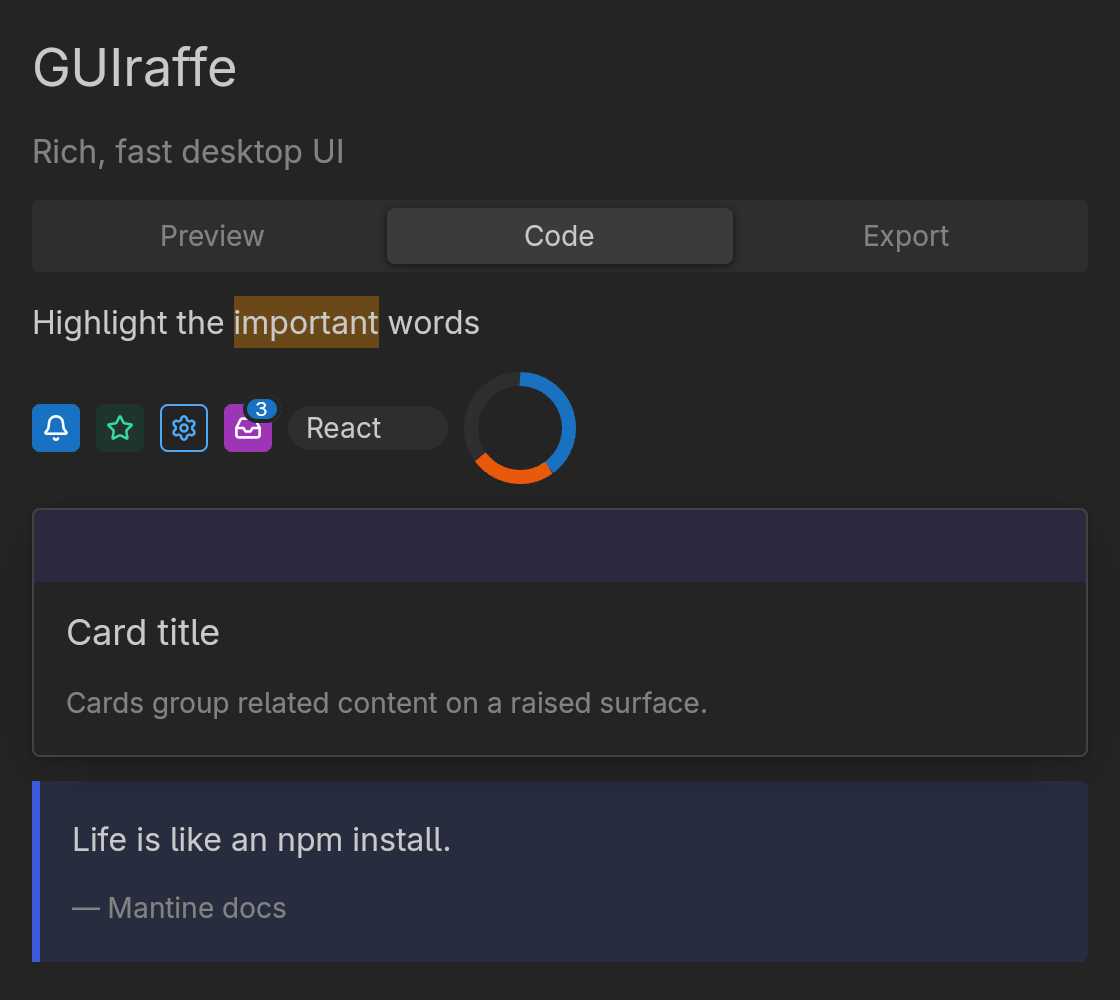 GUIraffe
Rich, fast desktop UI
Preview Code Export
Highlight the important words
3
React
Card title
Cards group related content on a raised surface.
Life is like an npm install.
— Mantine docs